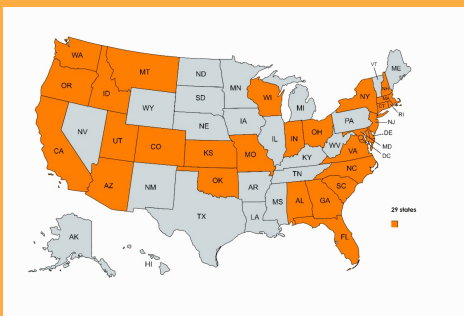 WA
MT
ND
MN
VT
ME
OR
ID
WI
NH
SD
NY
MA
WY
MI
CT
RI
IA
PA
NJ
NE
NV
OH
DE
IL
IN
UT
WV
MD
CO
VA
DC
CA
KS
MO
KY
NC
TN
OK
SC
AZ
NM
AR
AL
GA
MS
TX
LA
29 states
FL
AK
HI